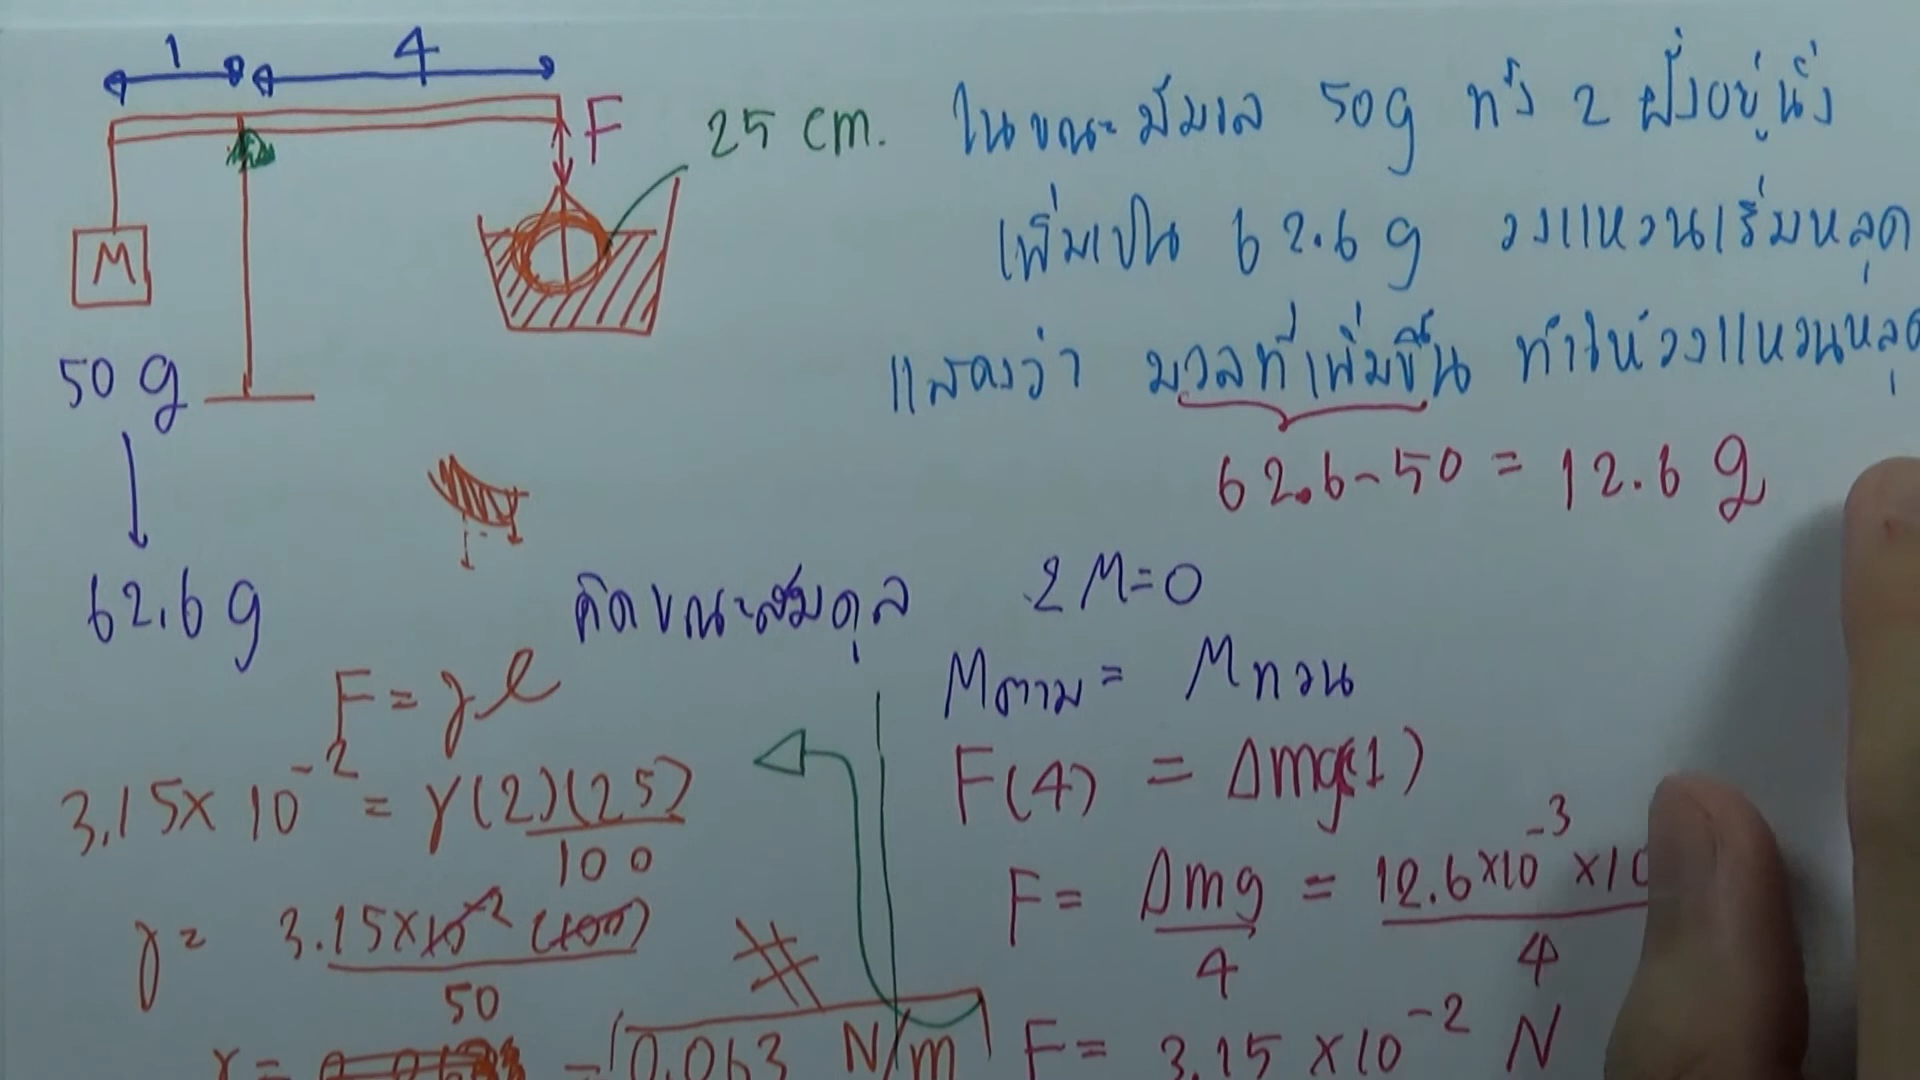 1 4
F
25 cm.
M
50 g
62.6 g
ในขณะมีมวล 50g ทั้ง 2 ฝั่งอยู่นิ่ง
เพิ่มเป็น 62.6 g วงแหวนเริ่มหลุด
แสดงว่า มวลที่เพิ่มขึ้น ทำให้วงแหวนหลุด
62.6-50 = 12.6 g
คิดขณะสมดุล ΣM=0
Mตาม = Mทวน
F(4) = Δmg(1)
F = Δmg/4 = 12.6×10⁻³×10/4
F = 3.15 ×10⁻² N
F = γl
3.15×10⁻² = γ(2)(25)/100
γ = 3.15×10⁻²(100)/50
γ = = 0.063 N/m